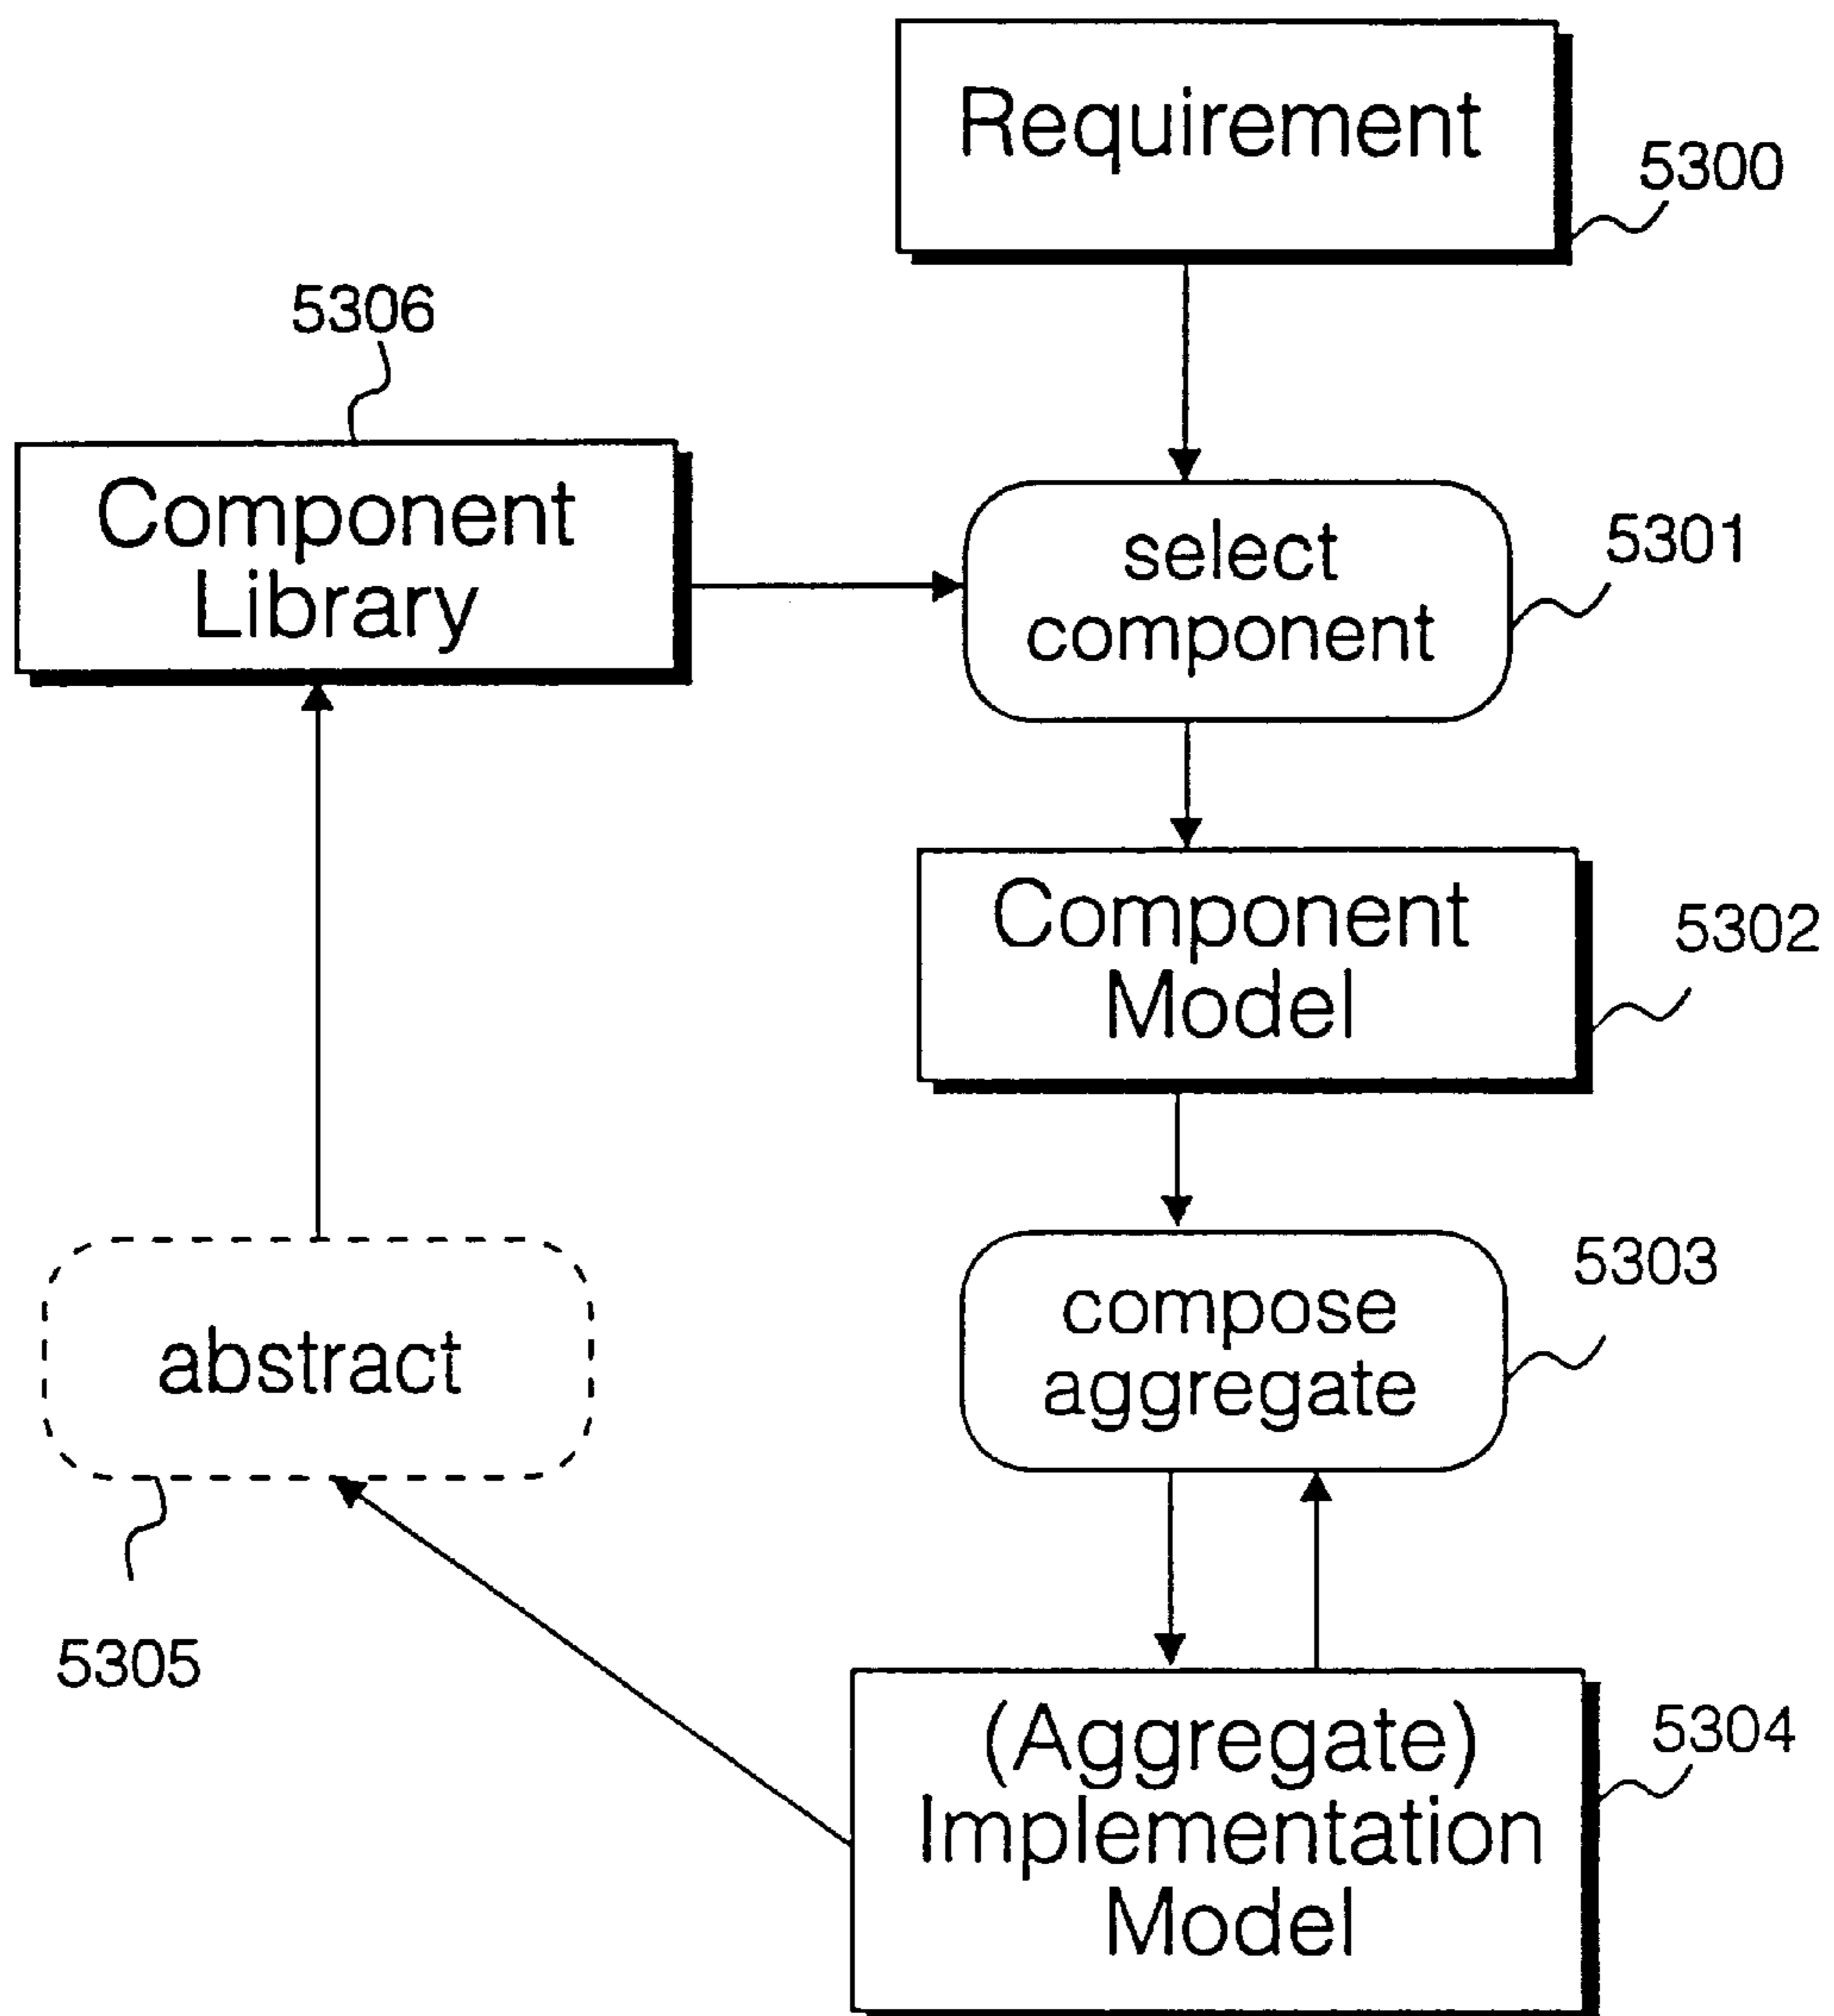 Requirement
5300
5306
Component
Library
select
component
5301
Component
Model
5302
compose
aggregate
5303
abstract
5305
(Aggregate)
Implementation
Model
5304